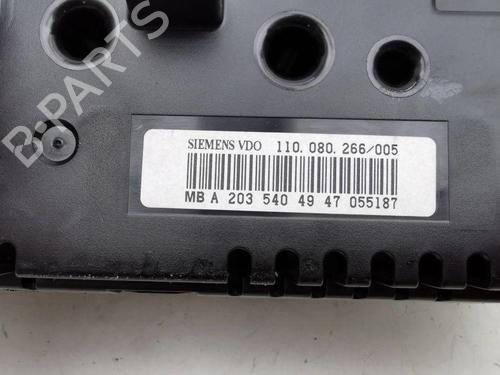 B-PARTS
SIEMENS VDO 110.080.266/005
MB A 203 540 49 47 055187